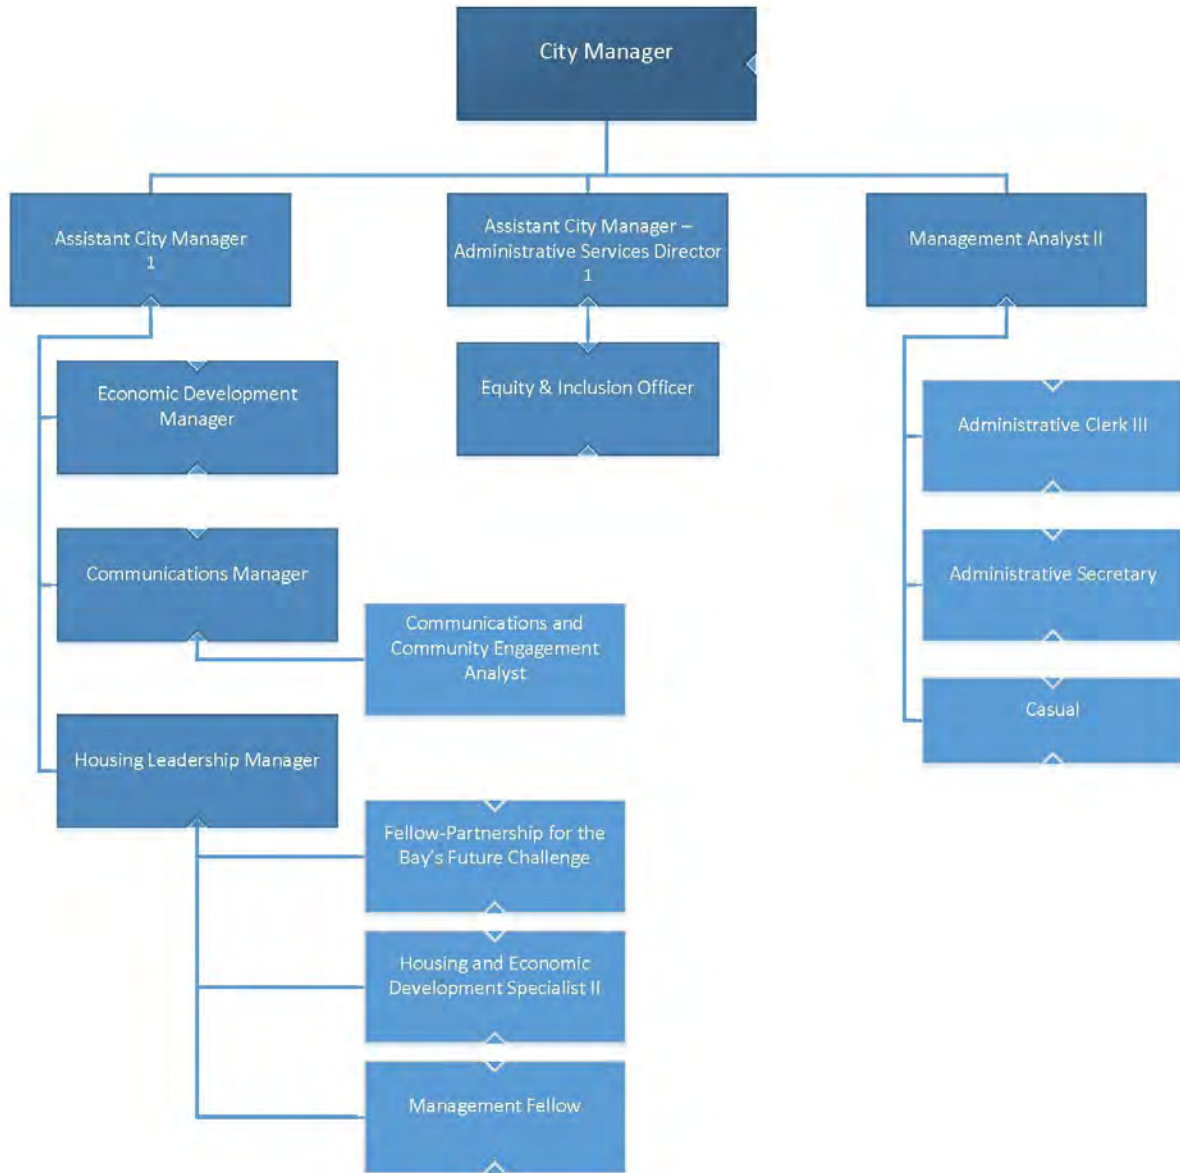 City Manager
Assistant City Manager
1
Assistant City Manager –
Administrative Services Director
1
Management Analyst II
Economic Development
Manager
Equity & Inclusion Officer
Administrative Clerk III
Communications Manager
Administrative Secretary
Communications and
Community Engagement
Analyst
Casual
Housing Leadership Manager
Fellow-Partnership for the
Bay's Future Challenge
Housing and Economic
Development Specialist II
Management Fellow